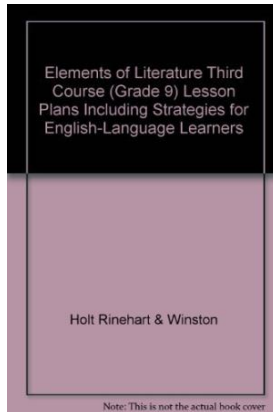 Elements of Literature Third
Course (Grade 9) Lesson
Plans Including Strategies for
English-Language Learners
Holt Rinehart & Winston
Note: This is not the actual book cover